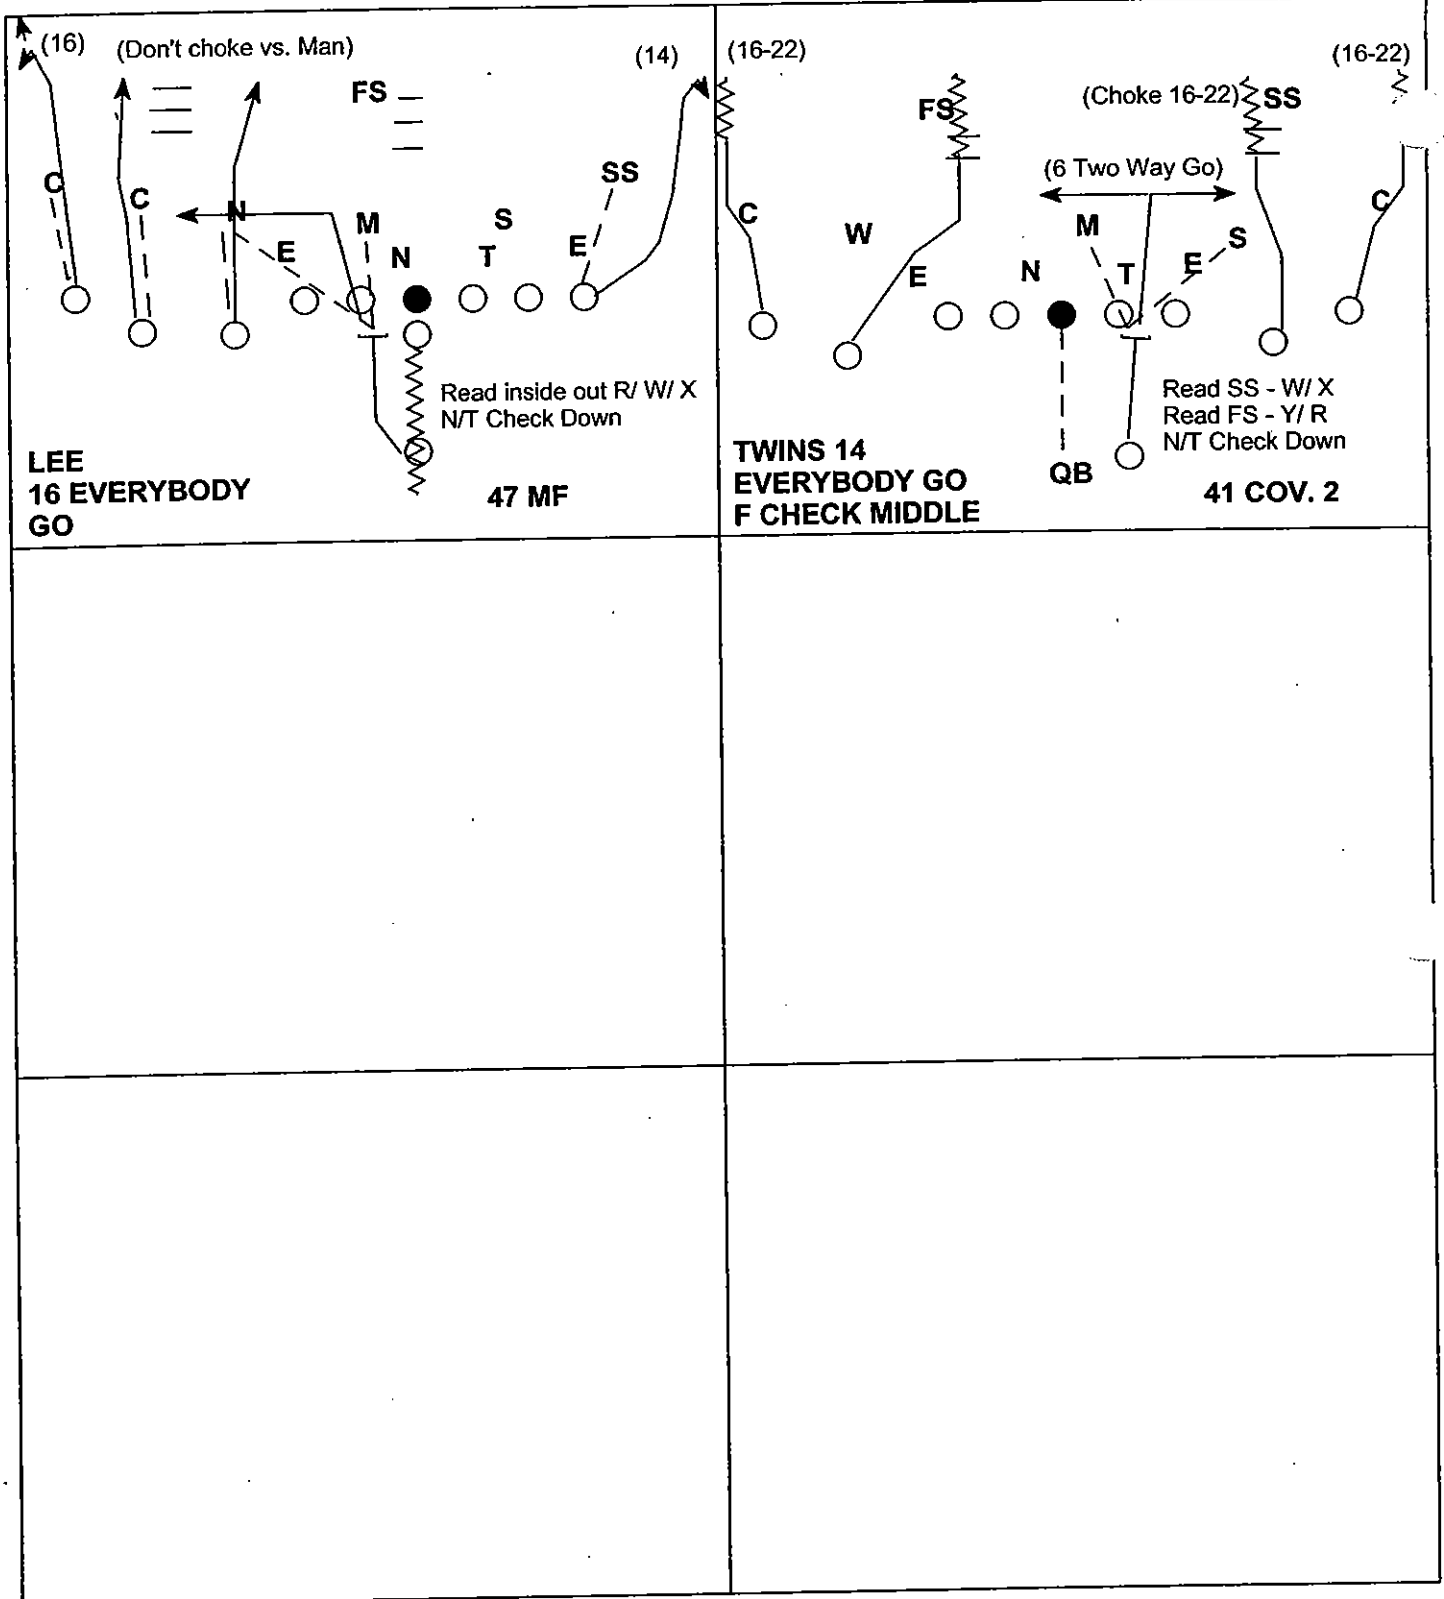 (16)
(Don't choke vs. Man)
(14)
FS
SS
C
C
N
M
S
E
N
T
E
Read inside out R/ W/ X
N/T Check Down
LEE
16 EVERYBODY
GO
47 MF
(16-22)
(16-22)
FS
(Choke 16-22)
SS
(6 Two Way Go)
C
C
W
M
S
E
N
T
E
Read SS - W/ X
Read FS - Y/ R
N/T Check Down
QB
TWINS 14
EVERYBODY GO
F CHECK MIDDLE
41 COV. 2